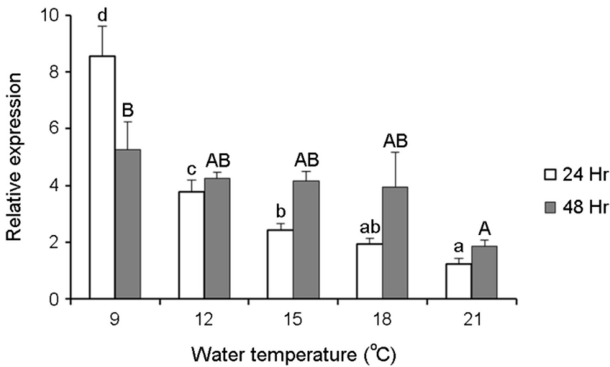 10
8
6
4
2
0
Relative expression
d
B
c
AB
b
AB
ab
AB
a
A
9 12 15 18 21
Water temperature (°C)
24 Hr
48 Hr